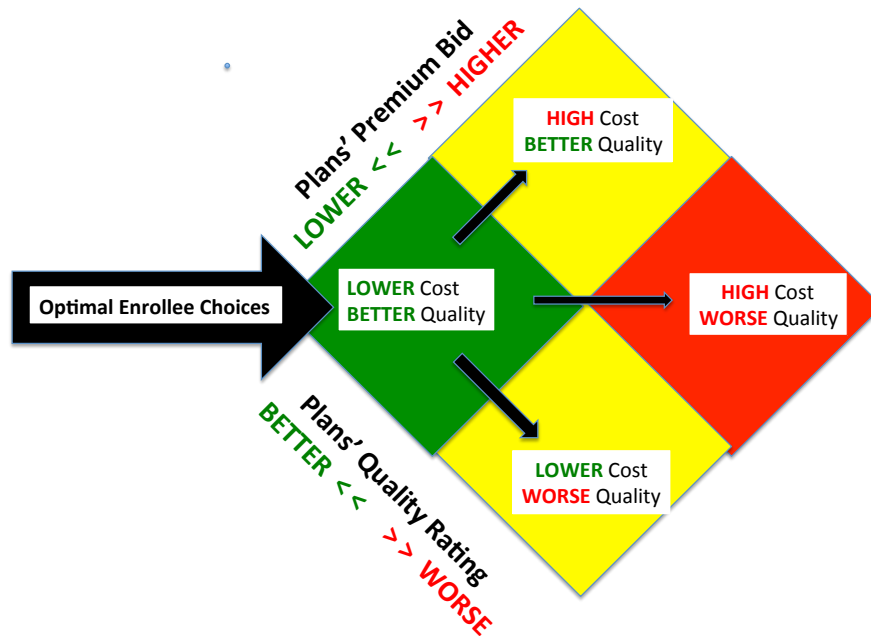 Plans' Premium Bid
LOWER << >> HIGHER
HIGH Cost
BETTER Quality
Optimal Enrollee Choices
LOWER Cost
BETTER Quality
HIGH Cost
WORSE Quality
LOWER Cost
WORSE Quality
Plans' Quality Rating
BETTER << >> WORSE